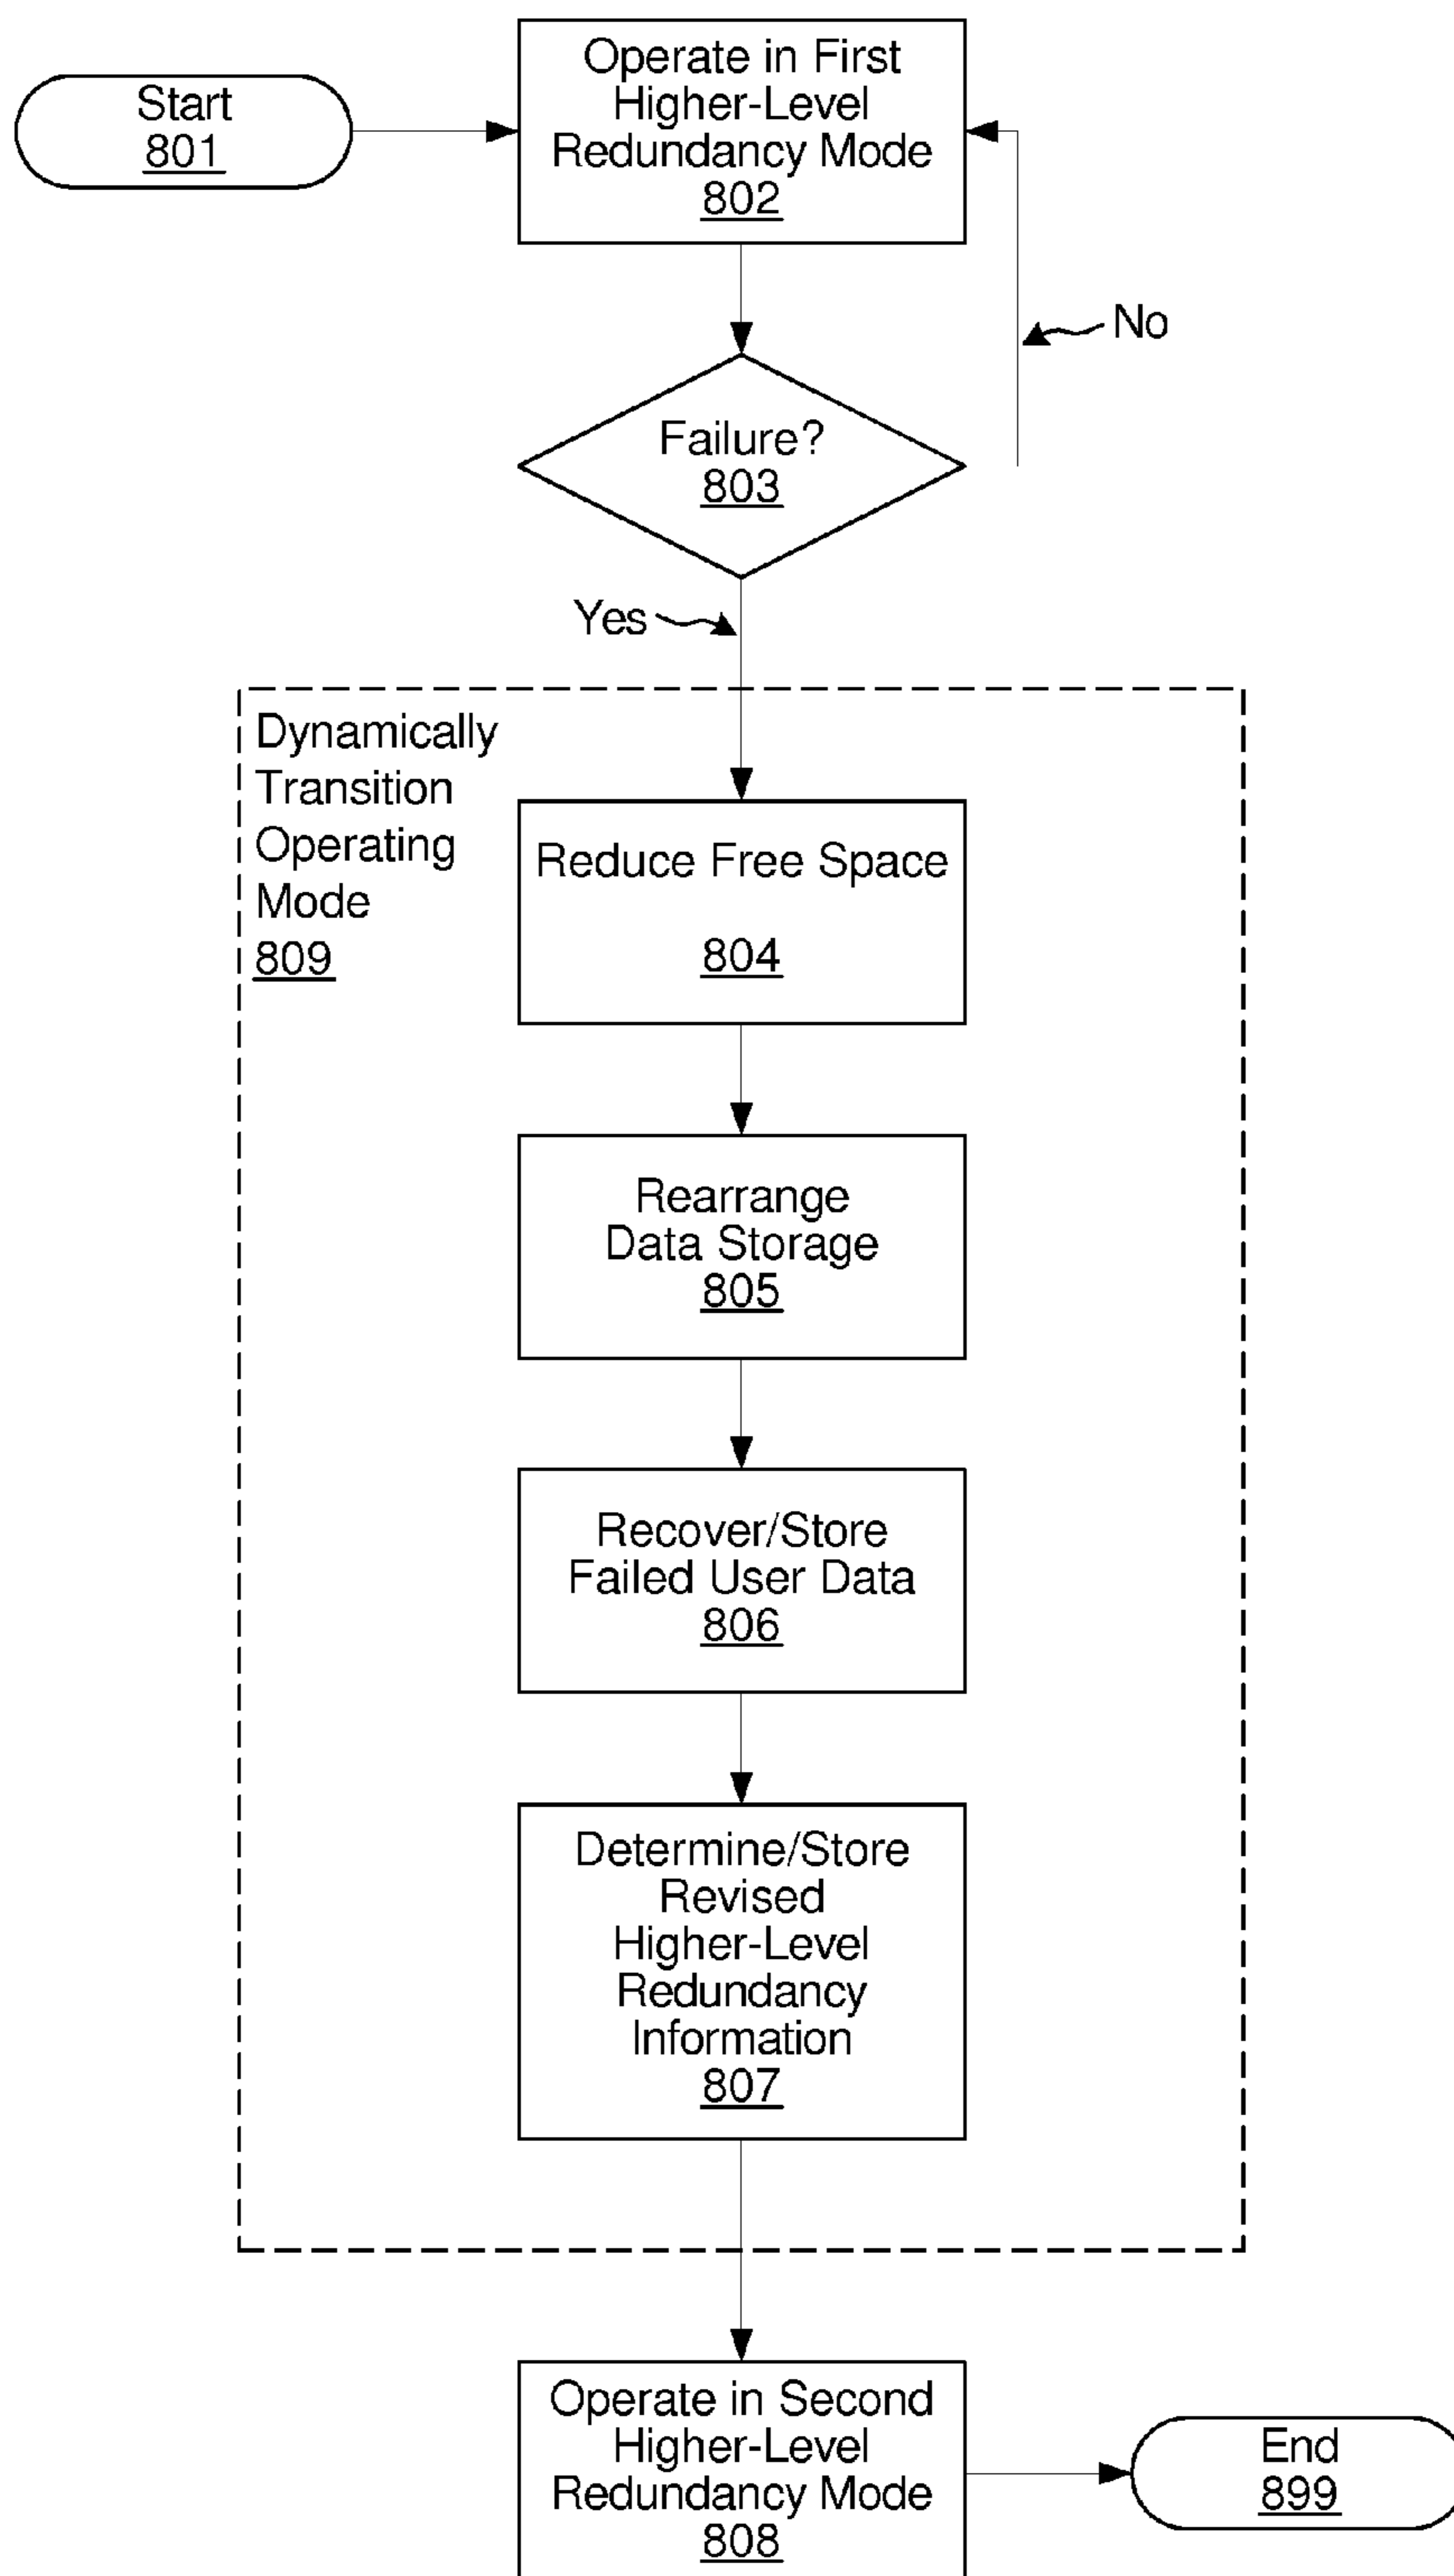 Start
801
Operate in First
Higher-Level
Redundancy Mode
802
No
Failure?
803
Yes
Dynamically
Transition
Operating
Mode
809
Reduce Free Space
804
Rearrange
Data Storage
805
Recover/Store
Failed User Data
806
Determine/Store
Revised
Higher-Level
Redundancy
Information
807
Operate in Second
Higher-Level
Redundancy Mode
808
End
899